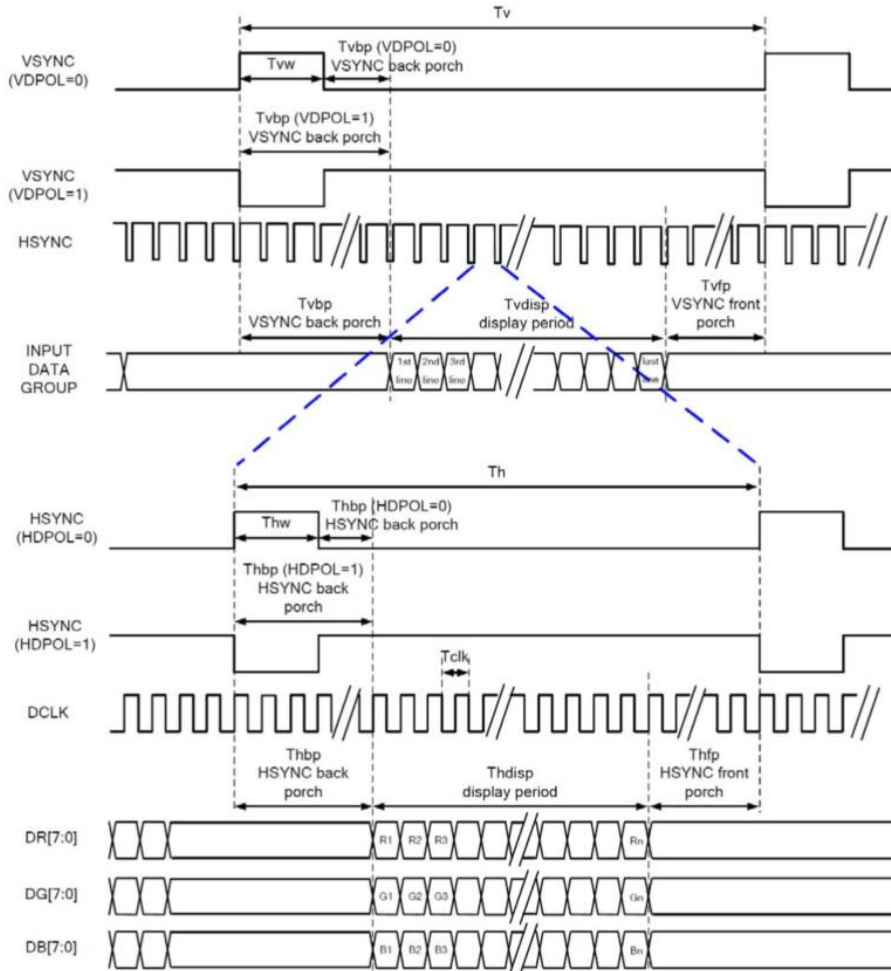 Tv
VSYNC
(VDPOL=0)
Tvw
Tvbp (VDPOL=0)
VSYNC back porch
Tvbp (VDPOL=1)
VSYNC back porch
VSYNC
(VDPOL=1)
HSYNC
Tvbp
VSYNC back porch
Tvdisp
display period
Tvfp
VSYNC front
porch
INPUT
DATA
GROUP
1st
line
2nd
line
3rd
line
last
line
Th
HSYNC
(HDPOL=0)
Thw
Thbp (HDPOL=0)
HSYNC back porch
Thbp (HDPOL=1)
HSYNC back
porch
HSYNC
(HDPOL=1)
Tclk
DCLK
Thbp
HSYNC back
porch
Thdisp
display period
Thfp
HSYNC front
porch
DR[7:0]
R1 R2 R3 Rn
DG[7:0]
G1 G2 G3 Gn
DB[7:0]
B1 B2 B3 Bn